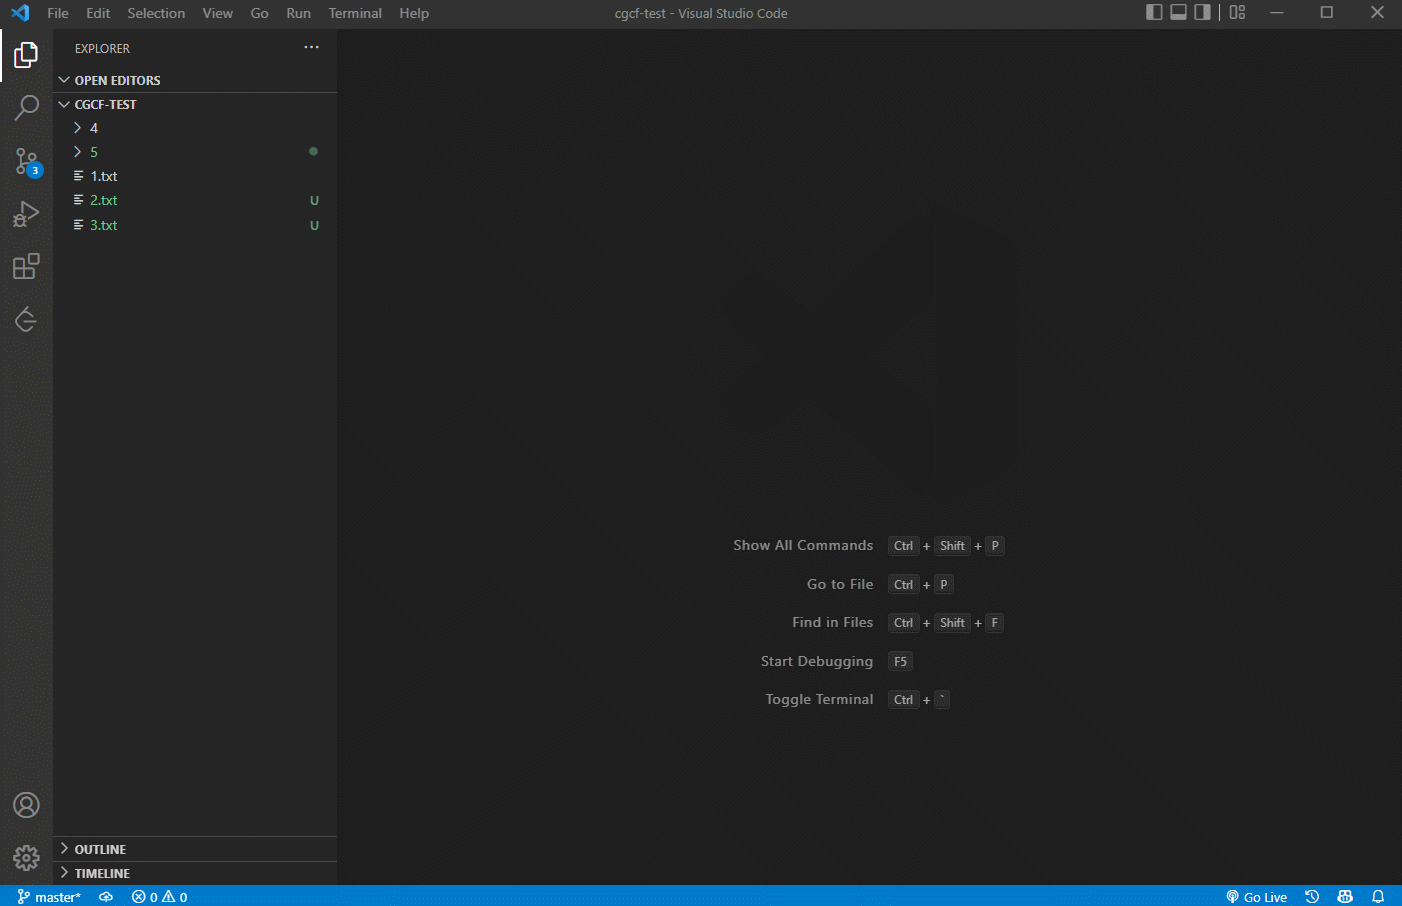 File Edit Selection View Go Run Terminal Help cgcf-test - Visual Studio Code
EXPLORER ···
OPEN EDITORS
CGCF-TEST
4
5
1.txt
2.txt U
3.txt U
3
Show All Commands Ctrl + Shift + P
Go to File Ctrl + P
Find in Files Ctrl + Shift + F
Start Debugging F5
Toggle Terminal Ctrl + `
OUTLINE
TIMELINE
master* 0 0 Go Live